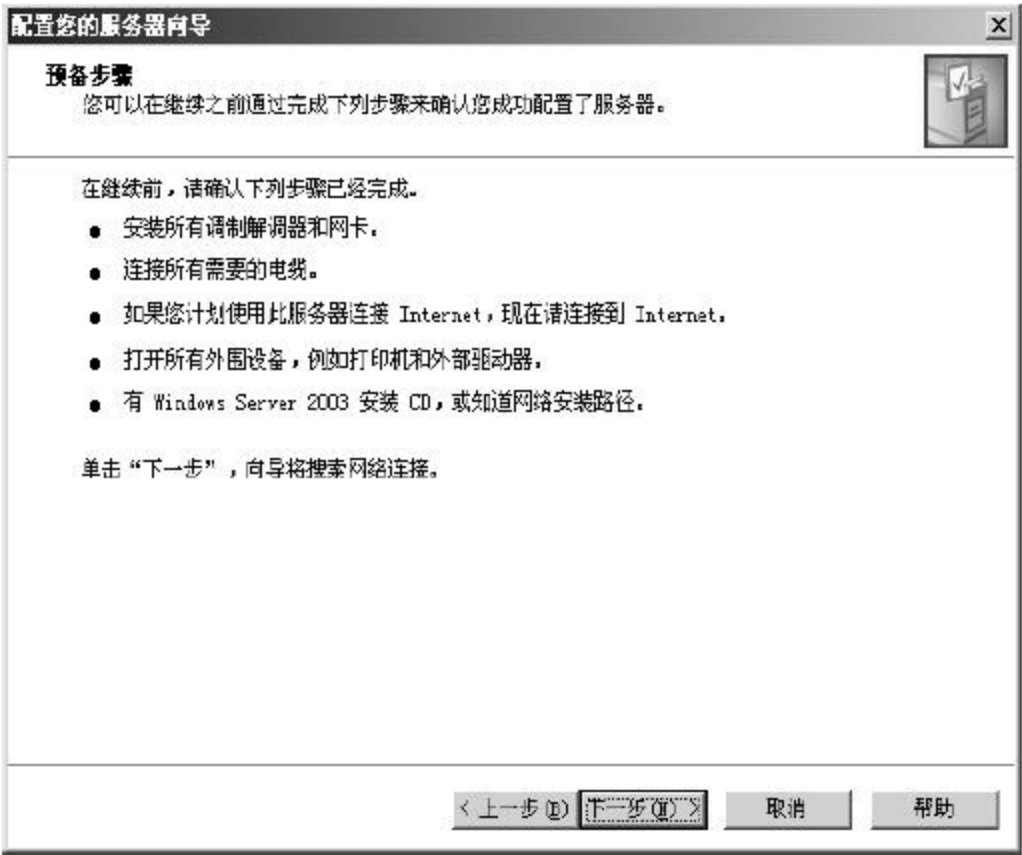 配置您的服务器向导
预备步骤
您可以在继续之前通过完成下列步骤来确认您成功配置了服务器。
在继续前，请确认下列步骤已经完成。
● 安装所有调制解调器和网卡。
● 连接所有需要的电缆。
● 如果您计划使用此服务器连接 Internet，现在请连接到 Internet。
● 打开所有外围设备，例如打印机和外部驱动器。
● 有 Windows Server 2003 安装 CD，或知道网络安装路径。
单击“下一步”，向导将搜索网络连接。
< 上一步(B) 下一步(N) > 取消 帮助